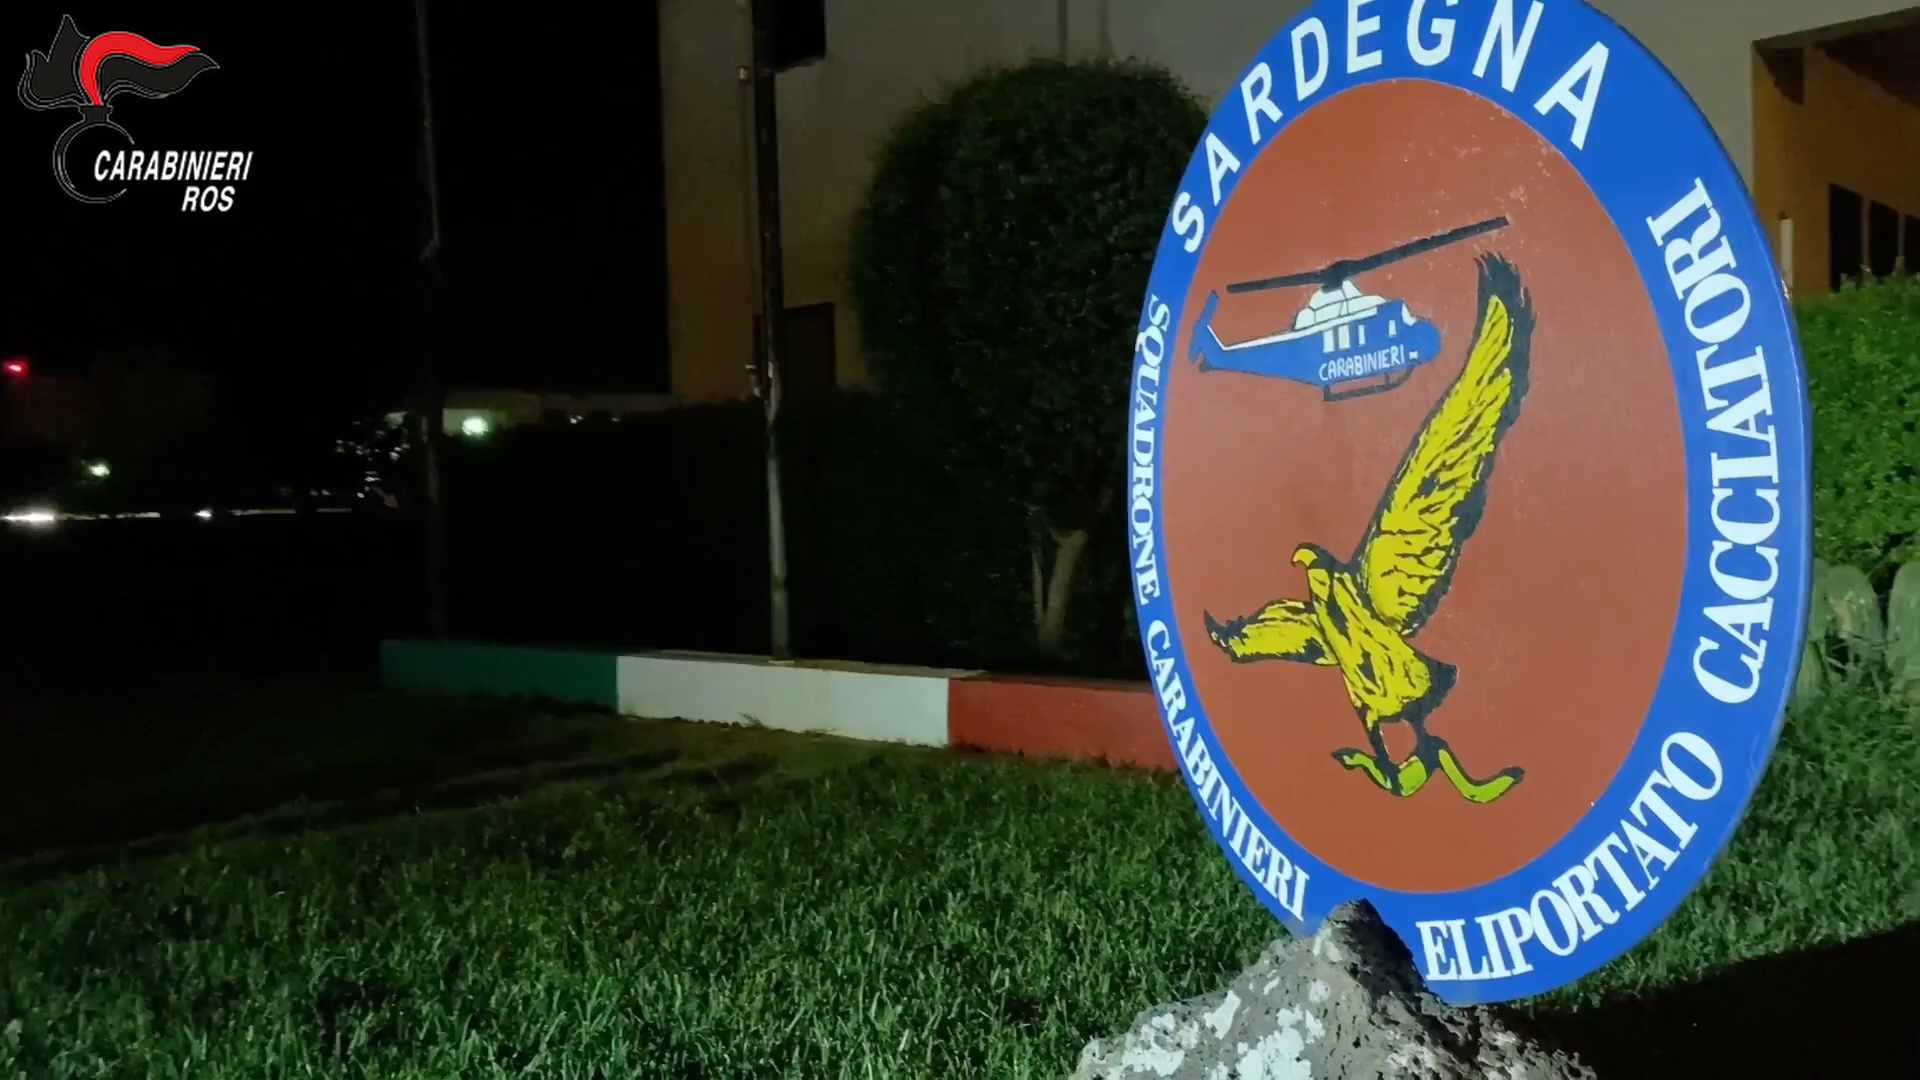 CARABINIERI
ROS
SARDEGNA
CARABINIERI
SQUADRONE CARABINIERI ELIPORTATO CACCIATORI